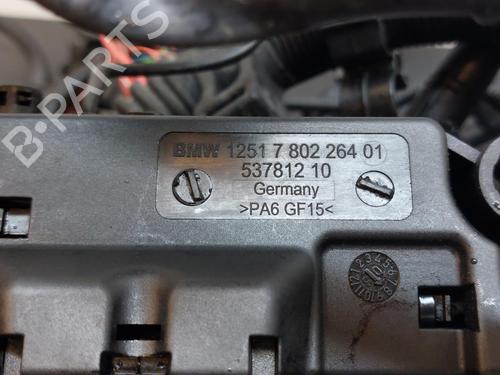 BMW 1251 7 802 264 01
537812 10
Germany
>PA6 GF15<
B-PARTS